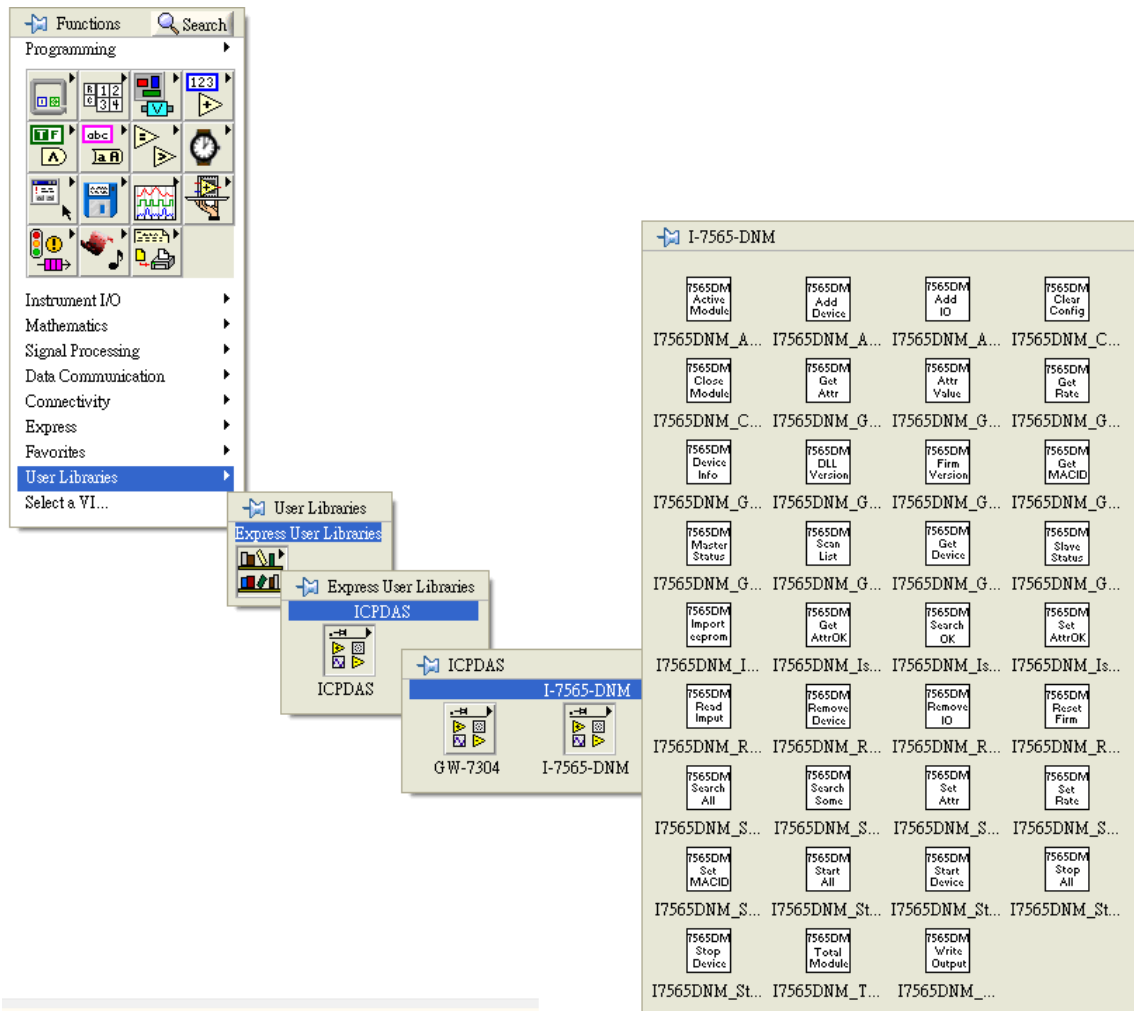 Functions
Search
Programming
123
R 1 2
C 3 4
V
T F
abc
a A
Instrument I/O
Mathematics
Signal Processing
Data Communication
Connectivity
Express
Favorites
User Libraries
Select a VI...
User Libraries
Express User Libraries
Express User Libraries
ICPDAS
ICPDAS
ICPDAS
I-7565-DNM
GW-7304 I-7565-DNM
I-7565-DNM
7565DM 7565DM 7565DM 7565DM
Active Add Add Clear
Module Device IO Config
I7565DNM_A... I7565DNM_A... I7565DNM_A... I7565DNM_C...
7565DM 7565DM 7565DM 7565DM
Close Get Attr Get
Module Attr Value Rate
I7565DNM_C... I7565DNM_G... I7565DNM_G... I7565DNM_G...
7565DM 7565DM 7565DM 7565DM
Device DLL Firm Get
Info Version Version MACID
I7565DNM_G... I7565DNM_G... I7565DNM_G... I7565DNM_G...
7565DM 7565DM 7565DM 7565DM
Master Scan Get Slave
Status List Device Status
I7565DNM_G... I7565DNM_G... I7565DNM_G... I7565DNM_G...
7565DM 7565DM 7565DM 7565DM
Import Get Search Set
eeprom AttrOK OK AttrOK
I7565DNM_I... I7565DNM_Is... I7565DNM_Is... I7565DNM_Is...
7565DM 7565DM 7565DM 7565DM
Read Remove Remove Reset
Imput Device IO Firm
I7565DNM_R... I7565DNM_R... I7565DNM_R... I7565DNM_R...
7565DM 7565DM 7565DM 7565DM
Search Search Set Set
All Some Attr Rate
I7565DNM_S... I7565DNM_S... I7565DNM_S... I7565DNM_S...
7565DM 7565DM 7565DM 7565DM
Set Start Start Stop
MACID All Device All
I7565DNM_S... I7565DNM_St... I7565DNM_St... I7565DNM_St...
7565DM 7565DM 7565DM
Stop Total Write
Device Module Output
I7565DNM_St... I7565DNM_T... I7565DNM_...